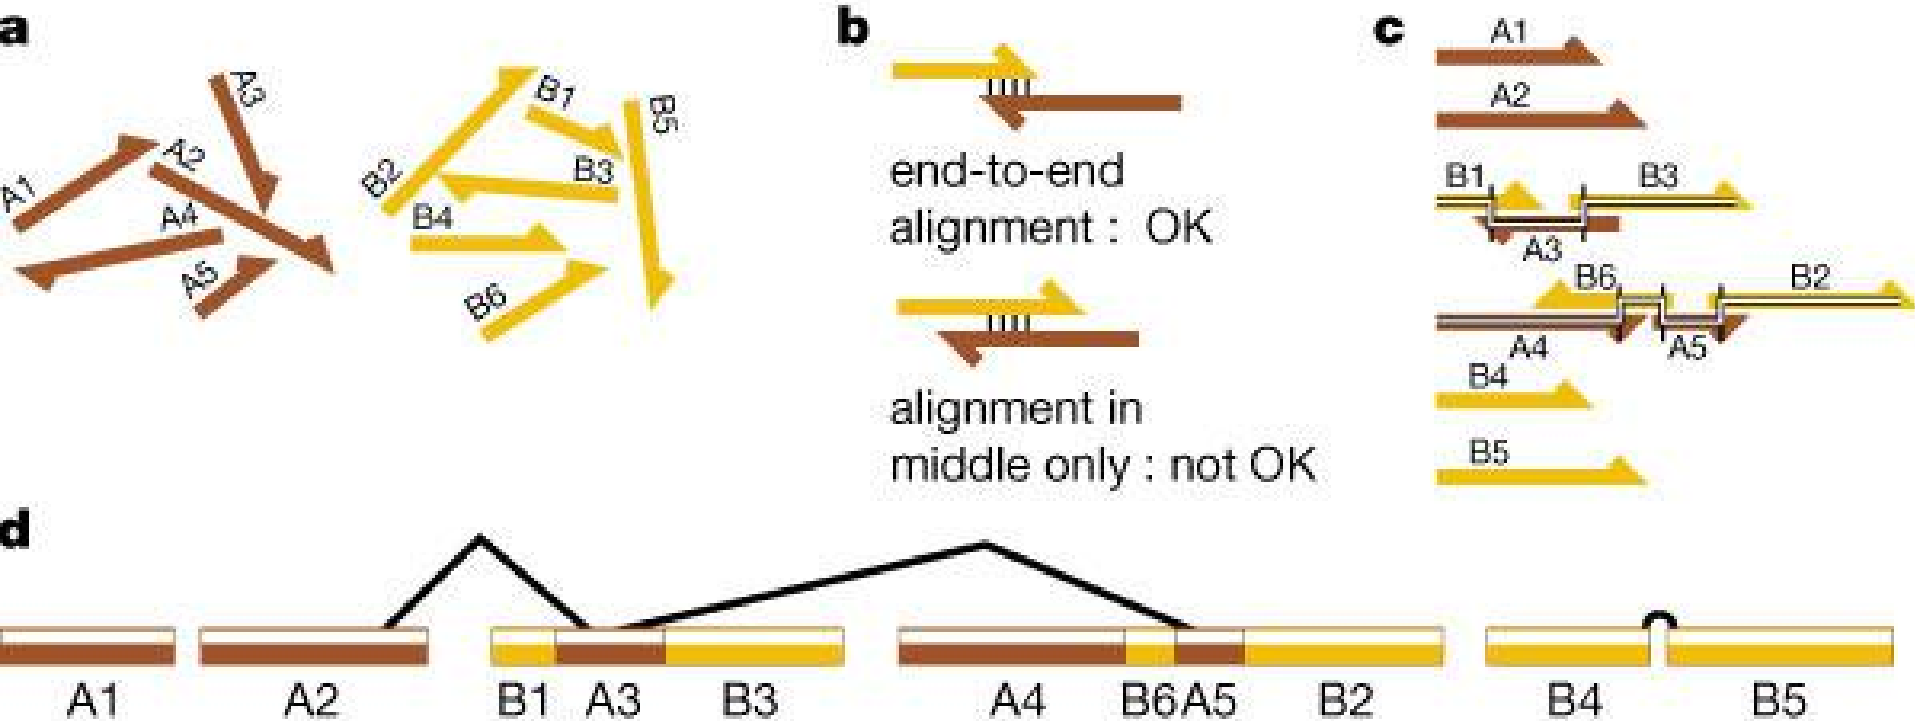 a
A1
A2
A3
A4
A5
B1
B2
B3
B4
B5
B6
b
end-to-end
alignment : OK
alignment in
middle only : not OK
c
A1
A2
B1
B3
A3
B6
B2
A4
A5
B4
B5
d
A1 A2 B1 A3 B3 A4 B6 A5 B2 B4 B5